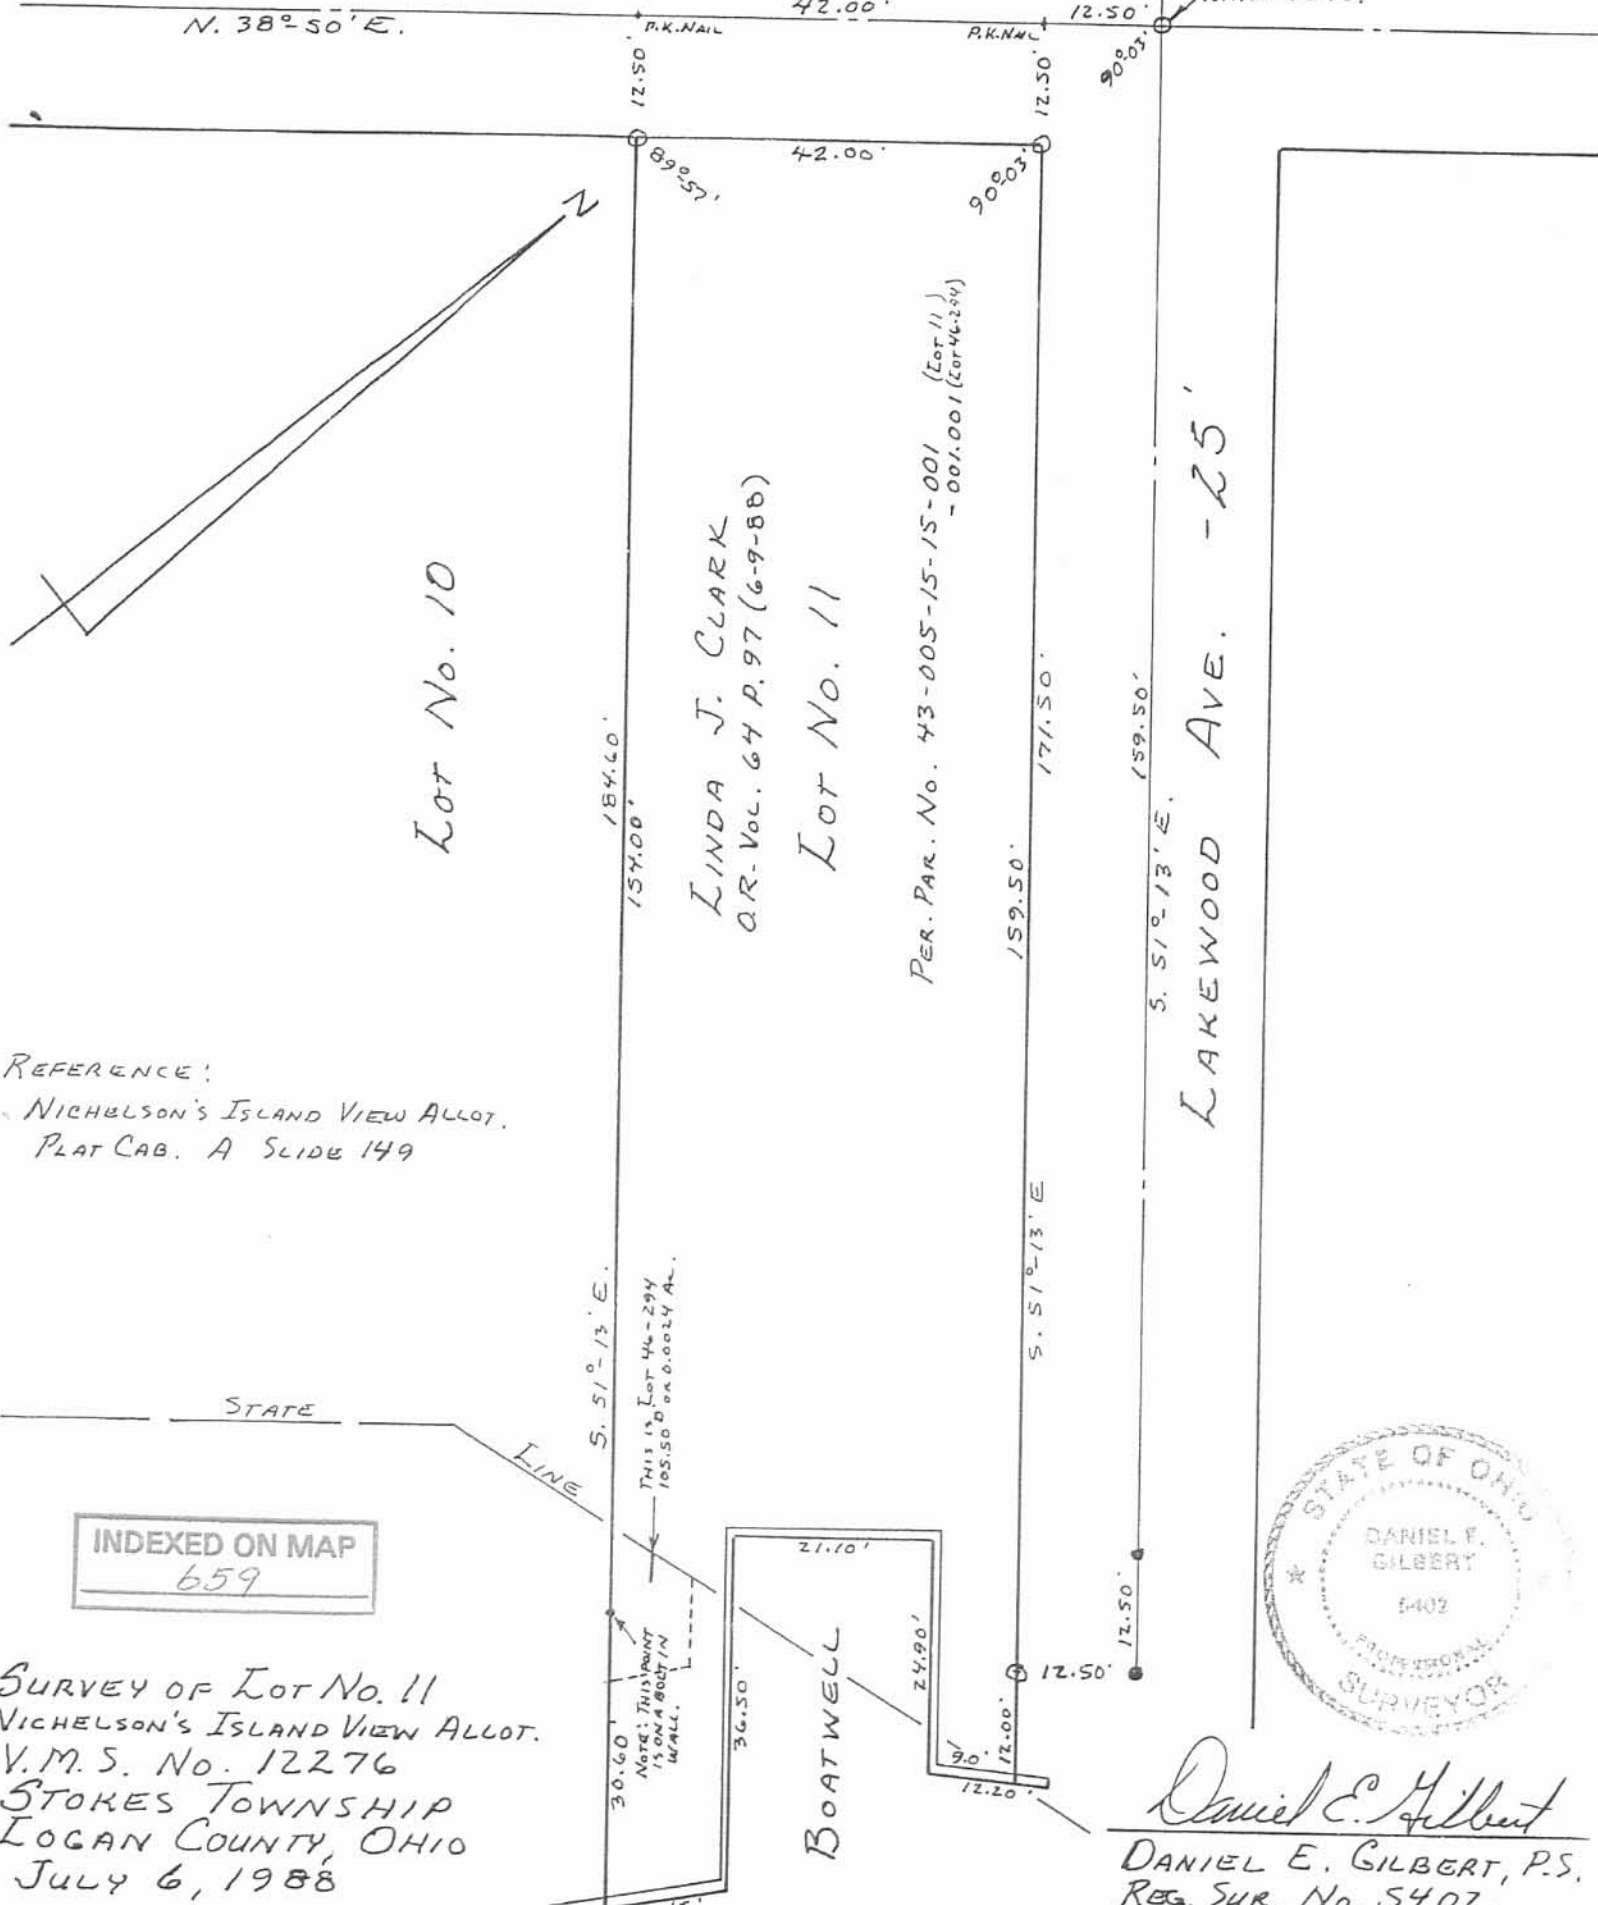 42.00'
12.50'
N. 38°-50' E.
P.K.NAIL
P.K.NAIL
90°-03'
12.50'
12.50'
42.00'
89°-57'
90°-03'
N
LOT No. 10
184.60'
154.00'
LINDA J. CLARK
O.R.-VOL. 64 P. 97 (6-9-88)
LOT No. 11
PER. PAR. No. 43-005-15-15-001 (LOT 11)
-001.001 (LOT 46-294)
171.50'
159.50'
159.50'
S. 51°-13' E.
LAKEWOOD AVE. -25'
REFERENCE:
NICHELSON'S ISLAND VIEW ALLOT.
PLAT CAB. A SLIDE 149
S. 51°-13' E.
S. 51°-13' E
THIS IS LOT 46-294
105.50 OR 0.0024 AC.
STATE
LINE
INDEXED ON MAP
659
21.10'
24.90'
36.50'
BOATWELL
NOTE: THIS POINT
IS ON A BOLT IN
WALL.
30.60'
12.50'
12.50'
12.00'
9.0'
12.20'
STATE OF OHIO
DANIEL E.
GILBERT
5402
PROFESSIONAL
SURVEYOR
SURVEY OF LOT No. 11
NICHELSON'S ISLAND VIEW ALLOT.
V.M.S. No. 12276
STOKES TOWNSHIP
LOGAN COUNTY, OHIO
JULY 6, 1988
Daniel E. Gilbert
DANIEL E. GILBERT, P.S.
REG. SUR. No. 5402